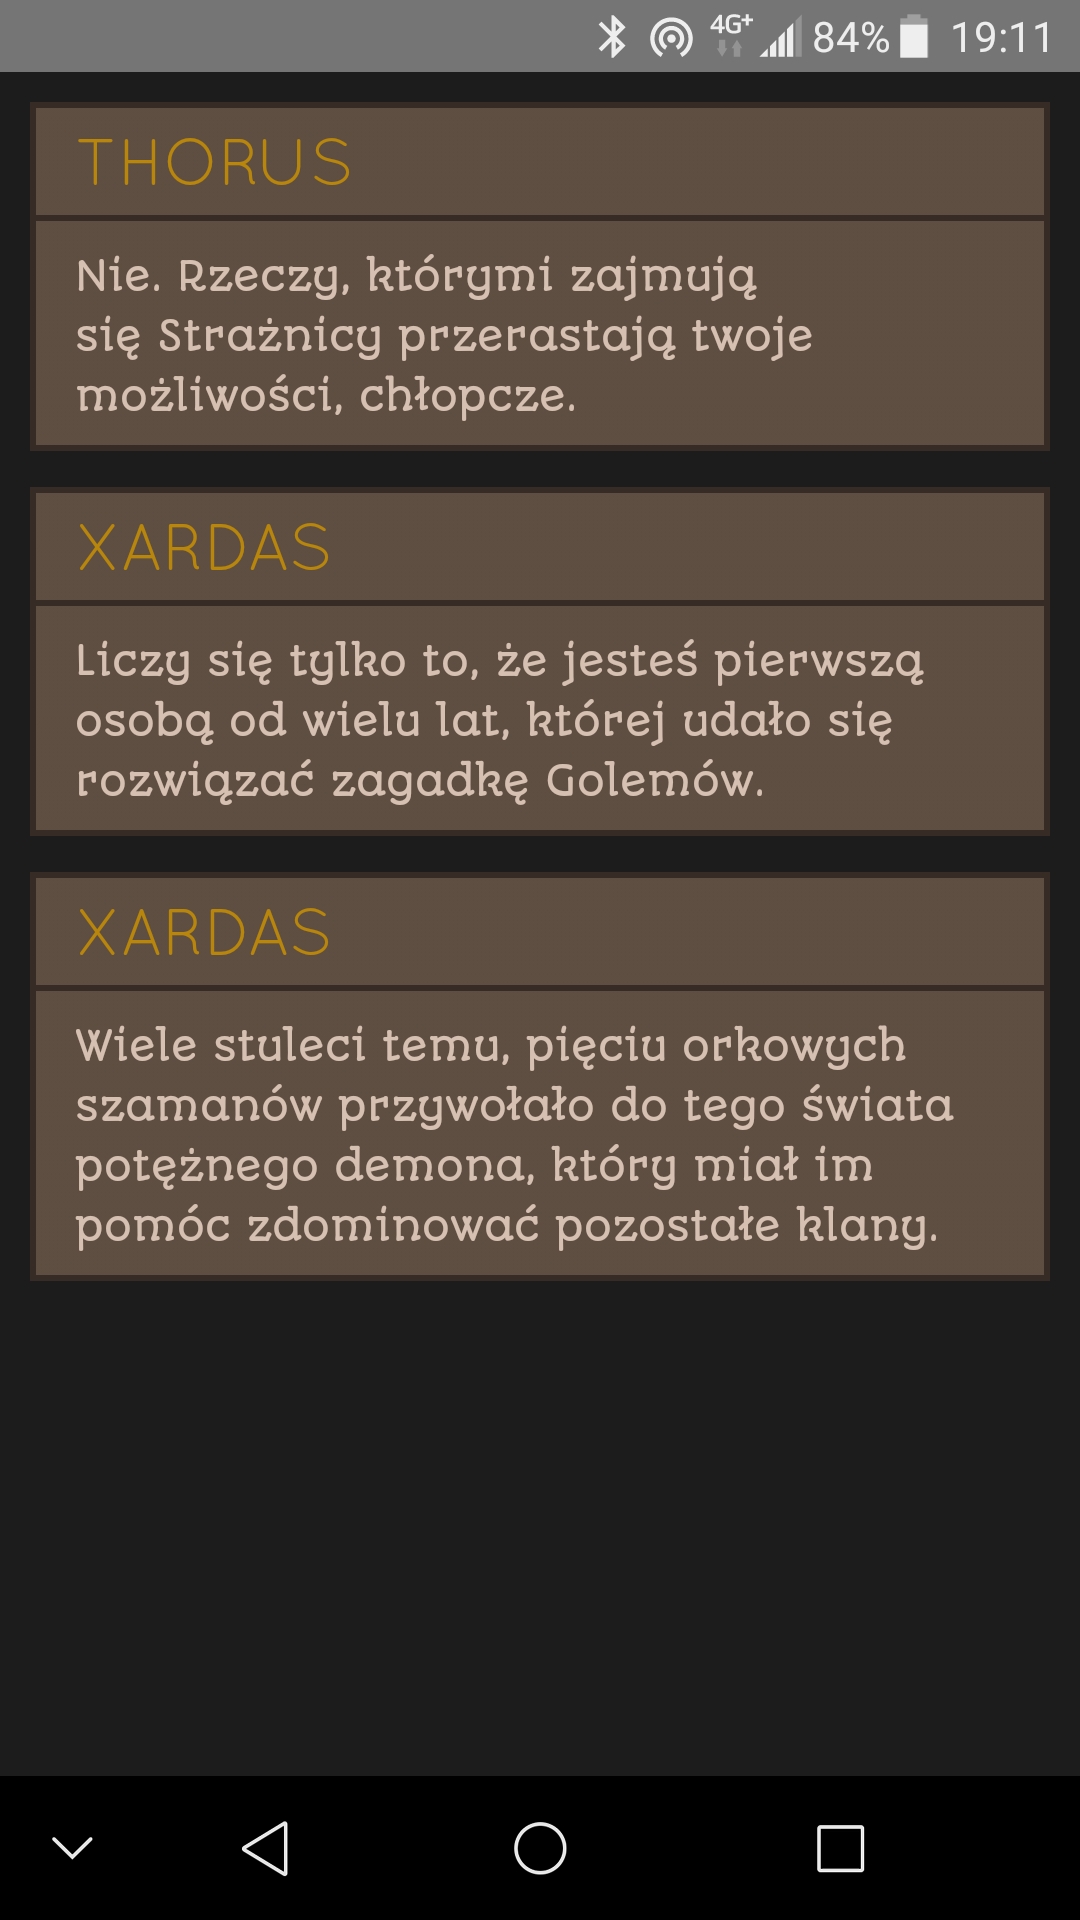 4G+ 84% 19:11
THORUS
Nie. Rzeczy, którymi zajmują
się Strażnicy przerastają twoje
możliwości, chłopcze.
XARDAS
Liczy się tylko to, że jesteś pierwszą
osobą od wielu lat, której udało się
rozwiązać zagadkę Golemów.
XARDAS
Wiele stuleci temu, pięciu orkowych
szamanów przywołało do tego świata
potężnego demona, który miał im
pomóc zdominować pozostałe klany.